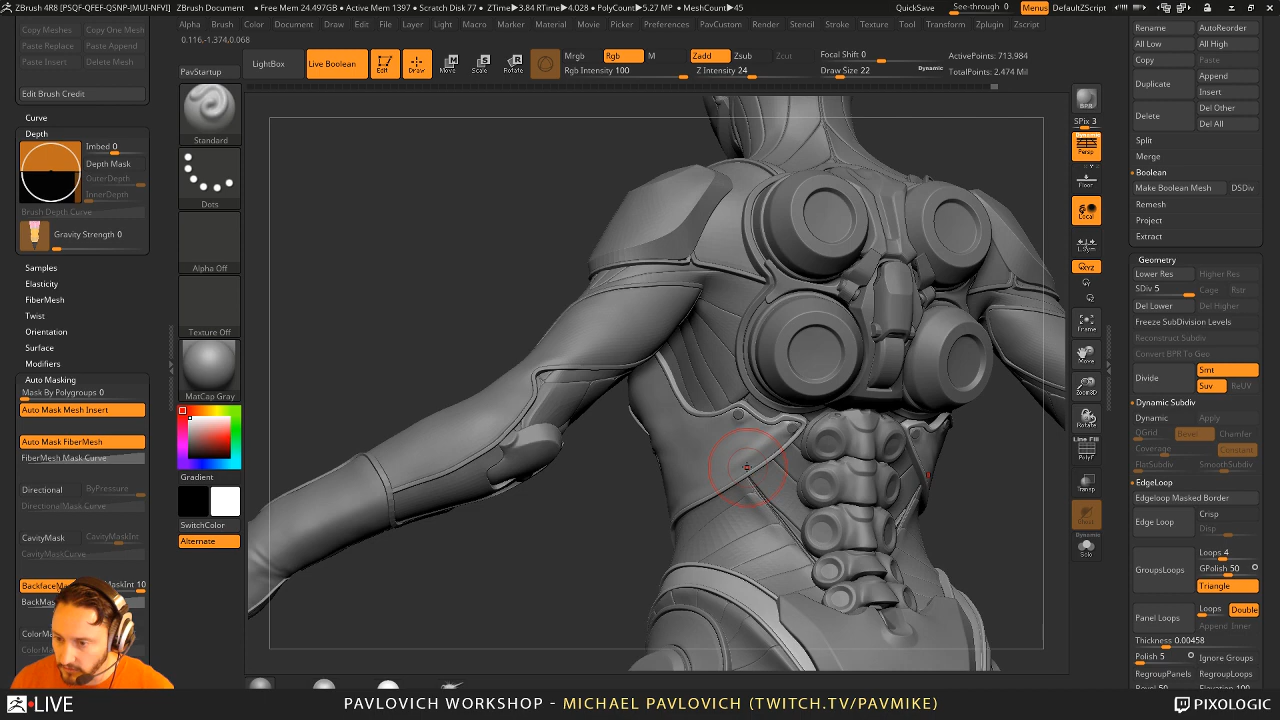 ZBrush 4R8 [PSQF-QFEF-QSNP-JMUI-NVFI] ZBrush Document • Free Mem 24.497GB • Active Mem 1397 • Scratch Disk 77 • ZTime▶3.84 RTime▶4.028 • PolyCount▶5.27 MP • MeshCount▶45 QuickSave See-through 0 Menus DefaultZScript
Alpha Brush Color Document Draw Edit File Layer Light Macro Marker Material Movie Picker Preferences PavCustom Render Stencil Stroke Texture Tool Transform Zplugin Zscript
0.116,-1.374,0.068
PavStartup
LightBox
Live Boolean
Edit
Draw
Move
Scale
Rotate
Mrgb Rgb M
Rgb Intensity 100
Zadd Zsub Zcut
Z Intensity 24
Focal Shift 0
Draw Size 22 Dynamic
ActivePoints: 713,984
TotalPoints: 2.474 Mil
Copy Meshes Copy One Mesh
Paste Replace Paste Append
Paste Insert Delete Mesh
Edit Brush Credit
Curve
Depth
Imbed 0
Depth Mask
OuterDepth
InnerDepth
Brush Depth Curve
Gravity Strength 0
Samples
Elasticity
FiberMesh
Twist
Orientation
Surface
Modifiers
Auto Masking
Mask By Polygroups 0
Auto Mask Mesh Insert
Auto Mask FiberMesh
FiberMesh Mask Curve
Directional ByPressure
DirectionalMask Curve
CavityMask CavityMaskInt
CavityMaskCurve
Standard
Dots
Alpha Off
Texture Off
MatCap Gray
Gradient
SwitchColor
Alternate
BPR
SPix 3
Dynamic
Persp
Floor
Local
L.Sym
Qxyz
Frame
Move
Zoom3D
Rotate
Line Fill
PolyF
Transp
Ghost
Dynamic
Solo
Rename AutoReorder
All Low All High
Copy Paste
Duplicate Append
Insert
Delete Del Other
Del All
Split
Merge
Boolean
Make Boolean Mesh DSDiv
Remesh
Project
Extract
Geometry
Lower Res Higher Res
SDiv 5 Cage Rstr
Del Lower Del Higher
Freeze SubDivision Levels
Reconstruct Subdiv
Convert BPR To Geo
Divide Smt
Suv ReUV
Dynamic Subdiv
Dynamic Apply
QGrid Bevel Chamfer
Coverage Constant
FlatSubdiv SmoothSubdiv
EdgeLoop
Edgeloop Masked Border
Edge Loop Crisp
Disp
GroupsLoops Loops 4
GPolish 50
Triangle
Panel Loops Loops Double
Append Inner
Thickness 0.00458
Polish 5 Ignore Groups
RegroupPanels RegroupLoops
Bevel 50 Elevation 100
LIVE
PAVLOVICH WORKSHOP - MICHAEL PAVLOVICH (TWITCH.TV/PAVMIKE)
PIXOLOGIC